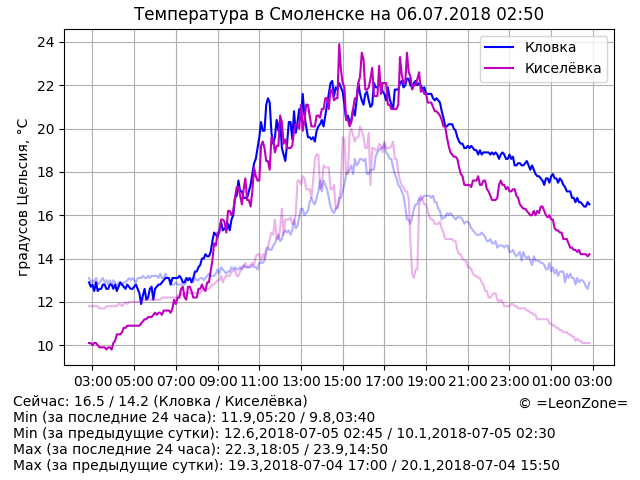 Температура в Смоленске на 06.07.2018 02:50
Кловка
Киселёвка
градусов Цельсия, °C
24
22
20
18
16
14
12
10
03:00 05:00 07:00 09:00 11:00 13:00 15:00 17:00 19:00 21:00 23:00 01:00 03:00
Сейчас: 16.5 / 14.2 (Кловка / Киселёвка)
© =LeonZone=
Min (за последние 24 часа): 11.9,05:20 / 9.8,03:40
Min (за предыдущие сутки): 12.6,2018-07-05 02:45 / 10.1,2018-07-05 02:30
Max (за последние 24 часа): 22.3,18:05 / 23.9,14:50
Max (за предыдущие сутки): 19.3,2018-07-04 17:00 / 20.1,2018-07-04 15:50